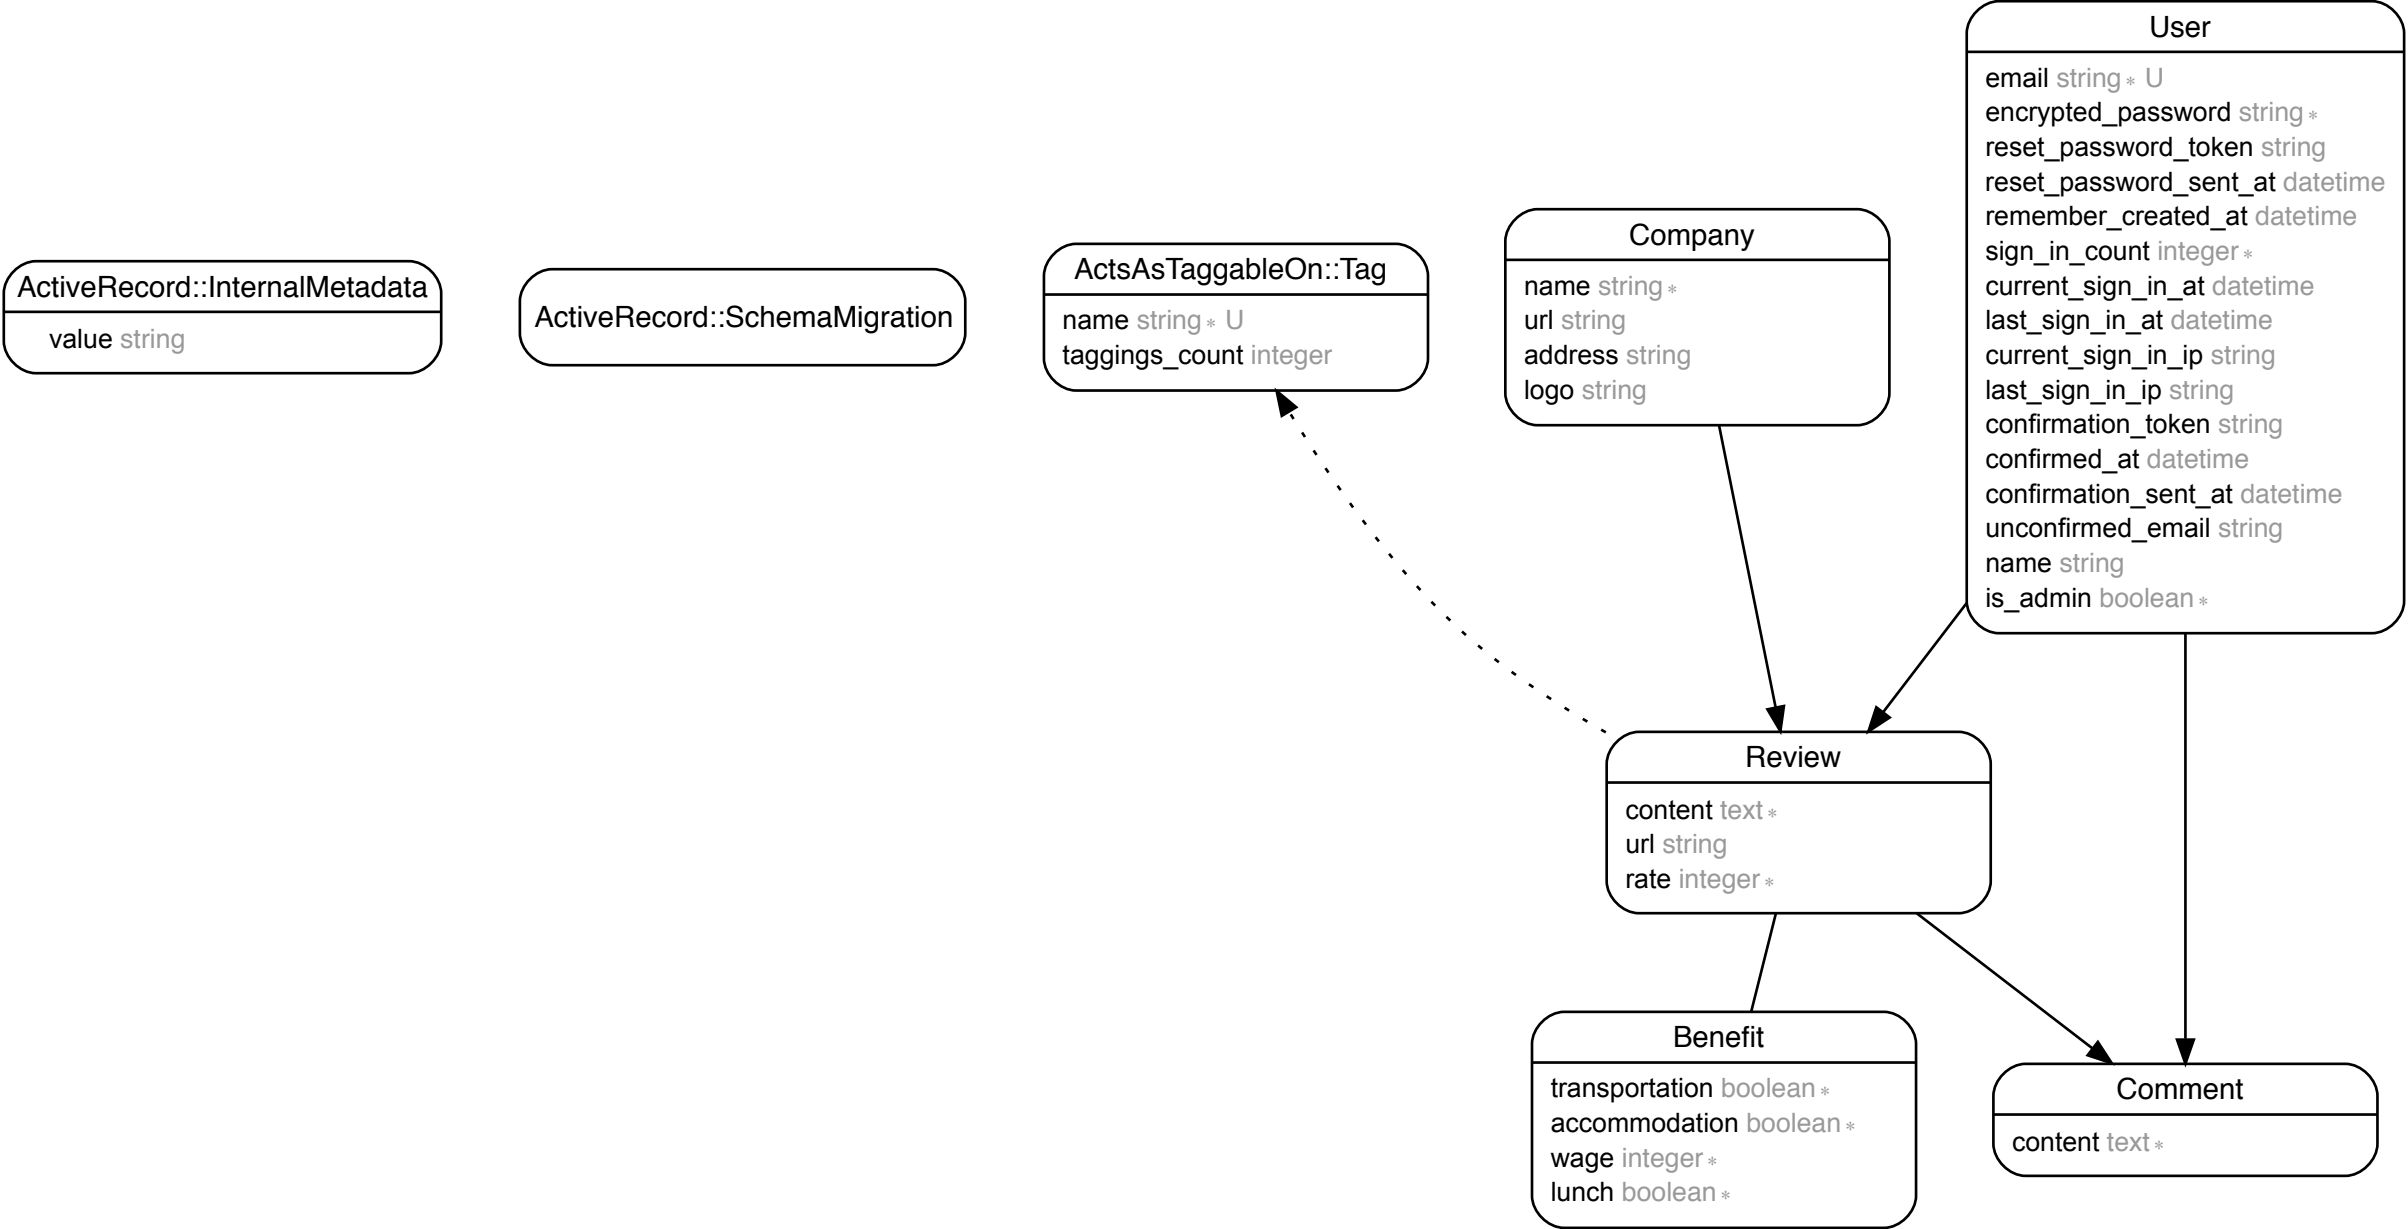 ActiveRecord::InternalMetadata
value string
ActiveRecord::SchemaMigration
ActsAsTaggableOn::Tag
name string∗ U
taggings_count integer
Company
name string∗
url string
address string
logo string
User
email string∗ U
encrypted_password string∗
reset_password_token string
reset_password_sent_at datetime
remember_created_at datetime
sign_in_count integer∗
current_sign_in_at datetime
last_sign_in_at datetime
current_sign_in_ip string
last_sign_in_ip string
confirmation_token string
confirmed_at datetime
confirmation_sent_at datetime
unconfirmed_email string
name string
is_admin boolean∗
Review
content text∗
url string
rate integer∗
Benefit
transportation boolean∗
accommodation boolean∗
wage integer∗
lunch boolean∗
Comment
content text∗